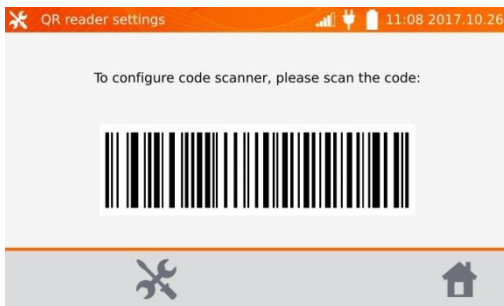 QR reader settings
11:08 2017.10.26
To configure code scanner, please scan the code: